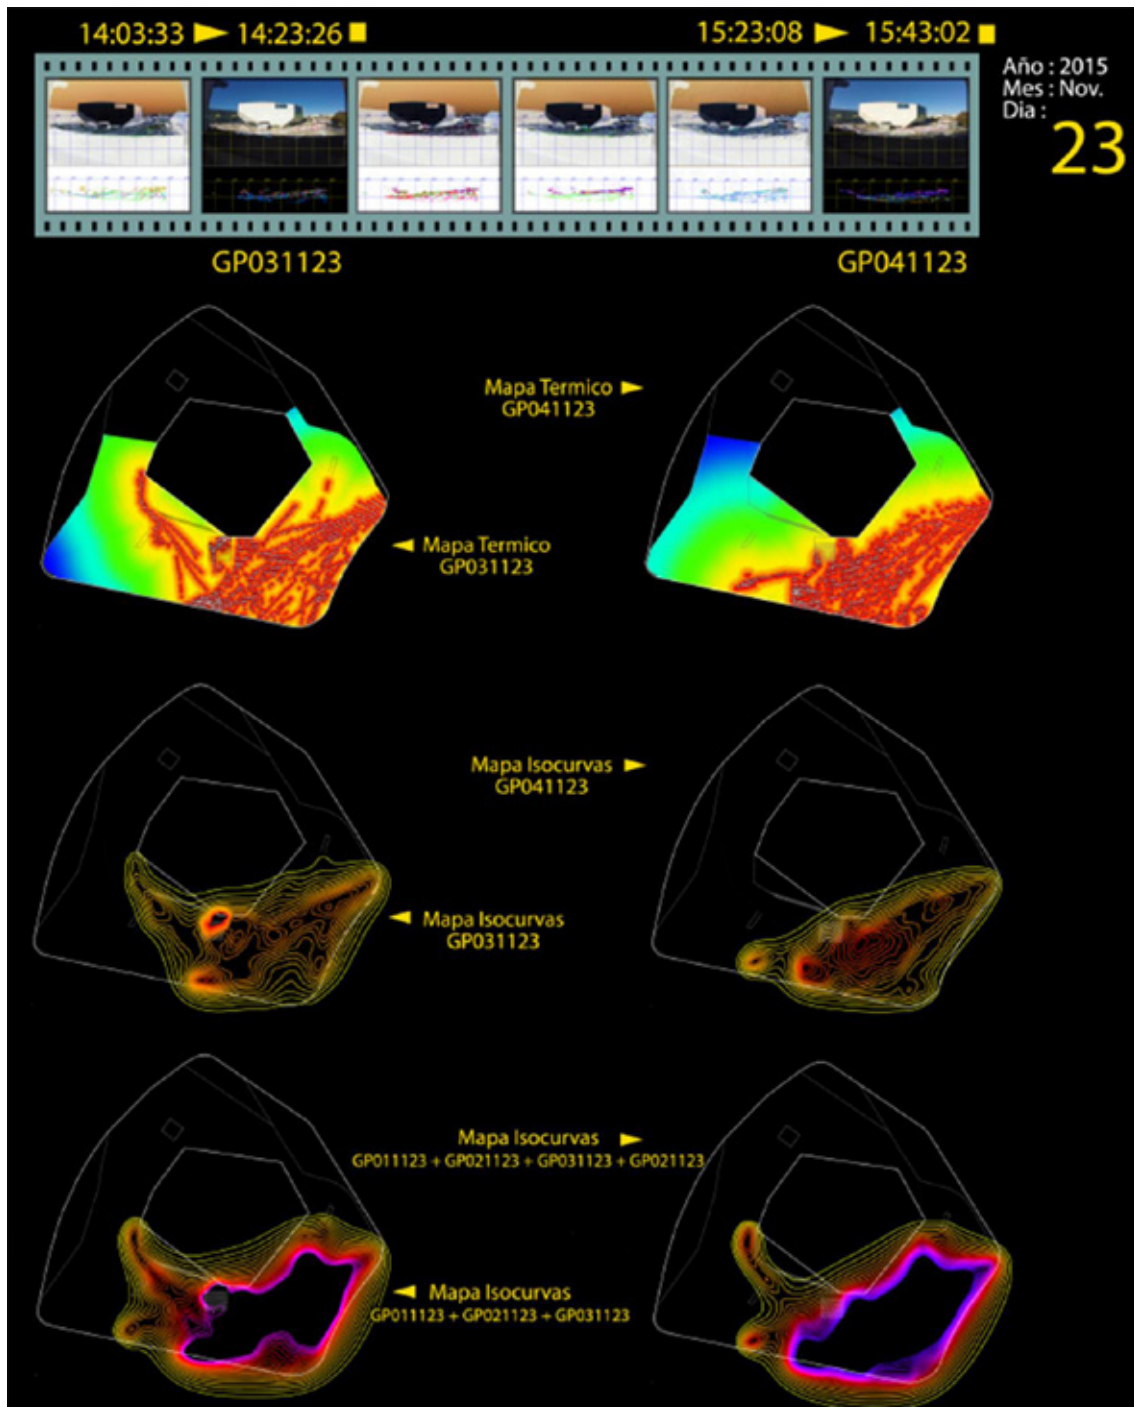 14:03:33 ► 14:23:26 ■
15:23:08 ► 15:43:02 ■
Año : 2015
Mes : Nov.
Dia :
23
GP031123
GP041123
Mapa Termico ►
GP041123
◄ Mapa Termico
GP031123
Mapa Isocurvas ►
GP041123
◄ Mapa Isocurvas
GP031123
Mapa Isocurvas ►
GP011123 + GP021123 + GP031123 + GP021123
◄ Mapa Isocurvas
GP011123 + GP021123 + GP031123